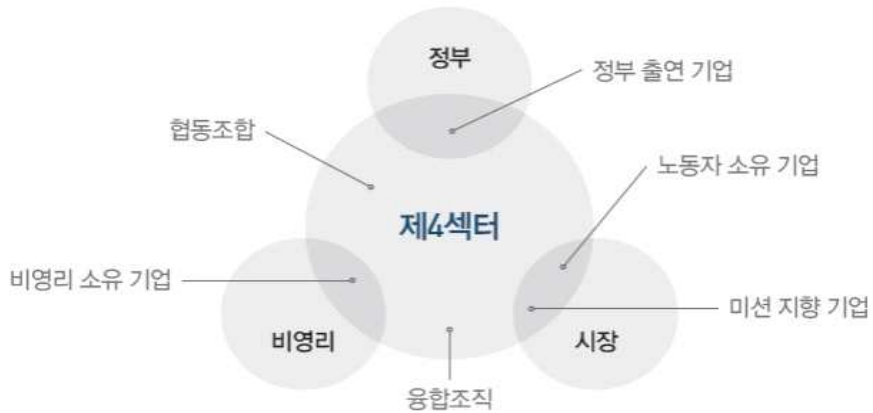 정부
정부 출연 기업
협동조합
노동자 소유 기업
제4섹터
비영리 소유 기업
미션 지향 기업
비영리
시장
융합조직